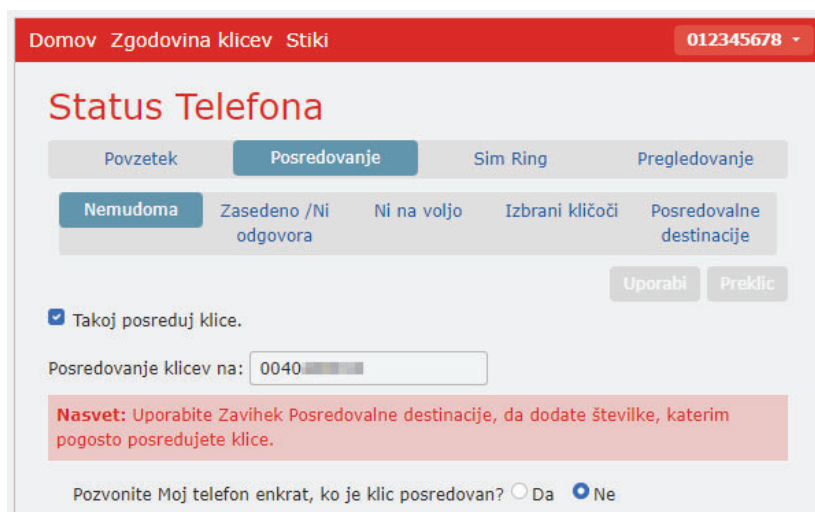 Domov Zgodovina klicev Stiki 012345678
Status Telefona
Povzetek Posredovanje Sim Ring Pregledovanje
Nemudoma Zasedeno /Ni odgovora Ni na voljo Izbrani kličoči Posredovalne destinacije
Uporabi Preklic
Takoj posreduj klice.
Posredovanje klicev na: 0040
Nasvet: Uporabite Zavihek Posredovalne destinacije, da dodate številke, katerim
pogosto posredujete klice.
Pozvonite Moj telefon enkrat, ko je klic posredovan? Da Ne